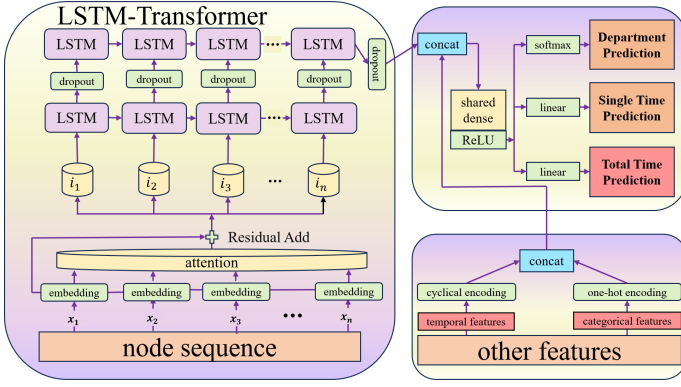 LSTM-Transformer
LSTM LSTM LSTM ... LSTM
dropout dropout dropout dropout dropout
LSTM LSTM LSTM ... LSTM
i₁ i₂ i₃ ... iₙ
Residual Add
attention
embedding embedding embedding embedding
x₁ x₂ x₃ ... xₙ
node sequence
concat
shared
dense
ReLU
softmax
linear
linear
Department
Prediction
Single Time
Prediction
Total Time
Prediction
concat
cyclical encoding one-hot encoding
temporal features categorical features
other features